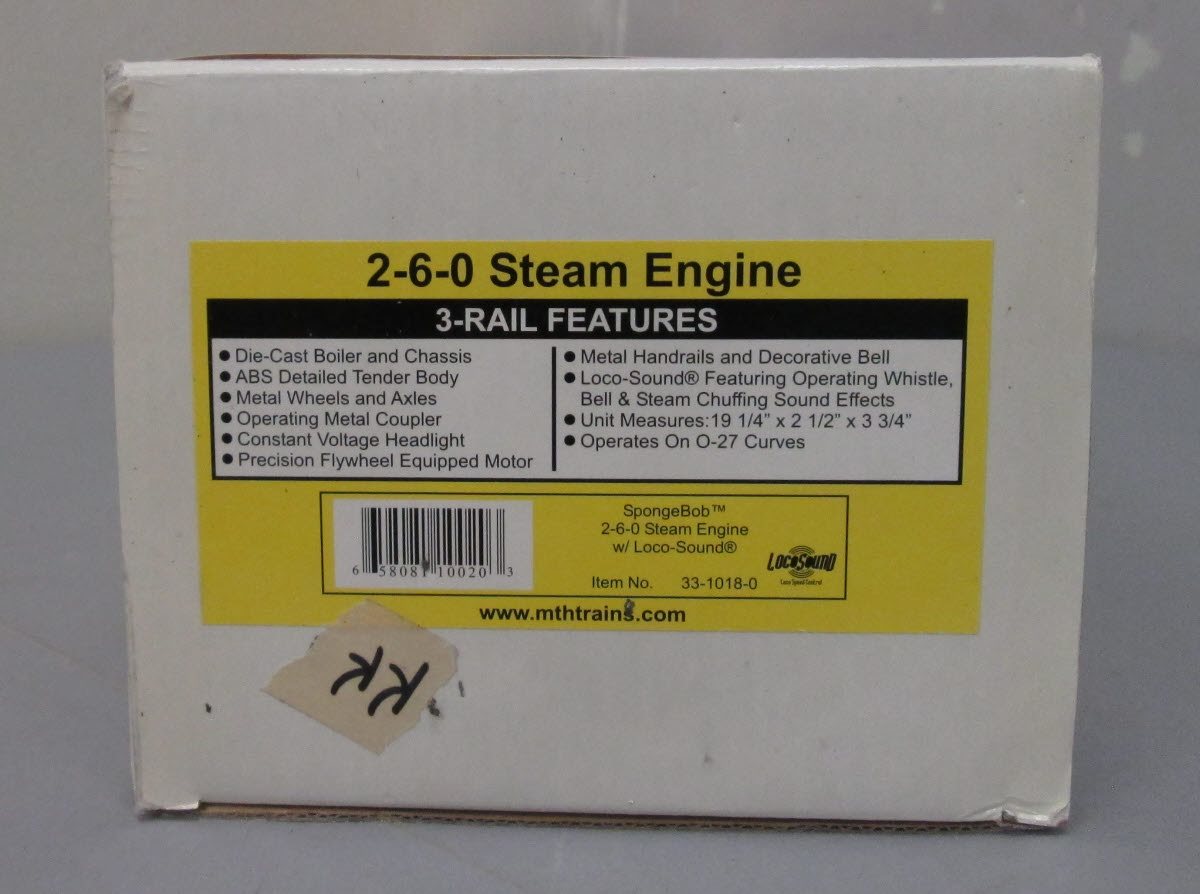 2-6-0 Steam Engine
3-RAIL FEATURES
● Die-Cast Boiler and Chassis
● ABS Detailed Tender Body
● Metal Wheels and Axles
● Operating Metal Coupler
● Constant Voltage Headlight
● Precision Flywheel Equipped Motor
● Metal Handrails and Decorative Bell
● Loco-Sound® Featuring Operating Whistle,
Bell & Steam Chuffing Sound Effects
● Unit Measures:19 1/4” x 2 1/2” x 3 3/4”
● Operates On O-27 Curves
6 58081 10020 3
SpongeBob™
2-6-0 Steam Engine
w/ Loco-Sound®
Item No. 33-1018-0
LocoSound
Loco Speed Control
www.mthtrains.com
KK